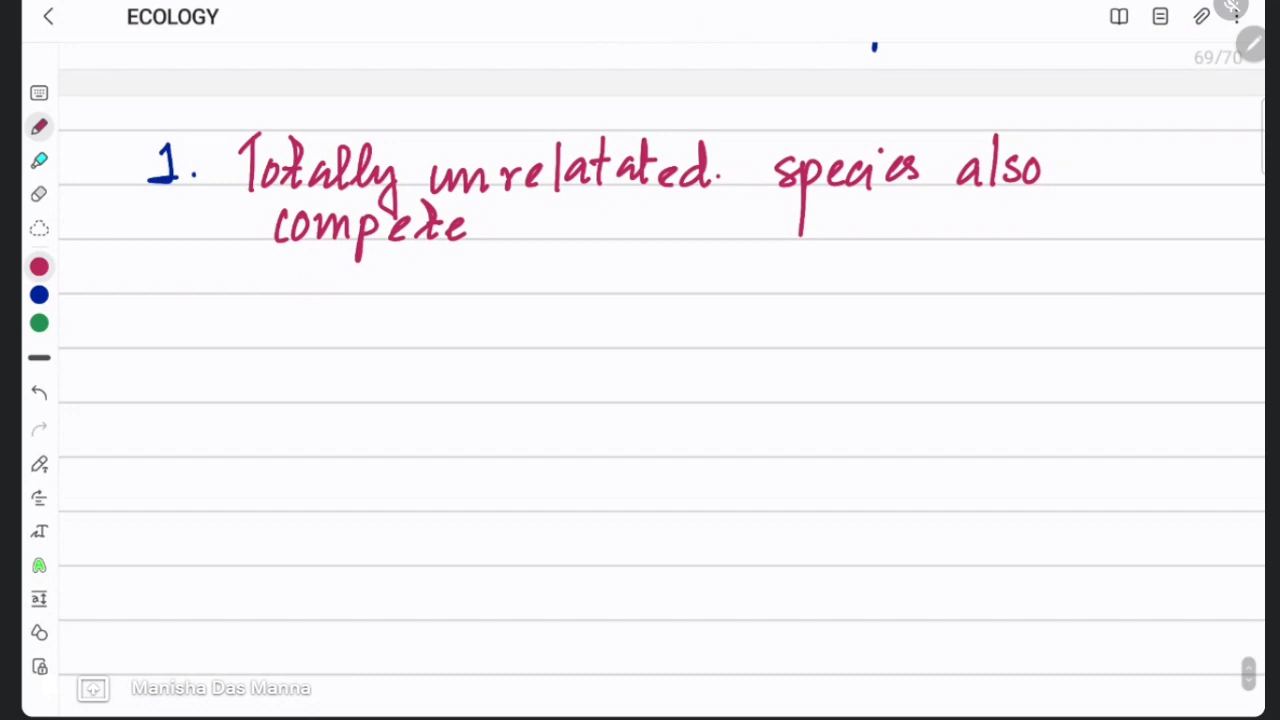 ECOLOGY
69/70
1. Totally unrelatated. species also
compete
Manisha Das Manna